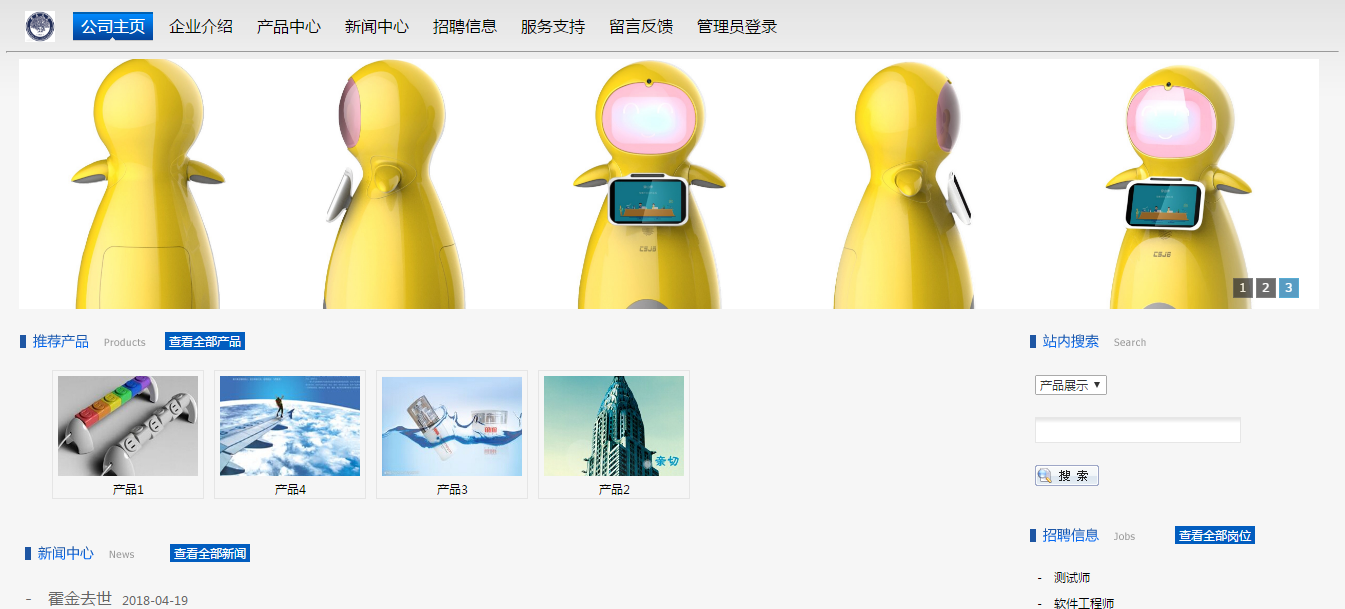 公司主页 企业介绍 产品中心 新闻中心 招聘信息 服务支持 留言反馈 管理员登录
CSJB CSJB
1 2 3
推荐产品 Products 查看全部产品
产品1 产品4 产品3 产品2
亲切
新闻中心 News 查看全部新闻
- 霍金去世 2018-04-19
站内搜索 Search
产品展示 ▼
搜 索
招聘信息 Jobs 查看全部岗位
- 测试师
- 软件工程师